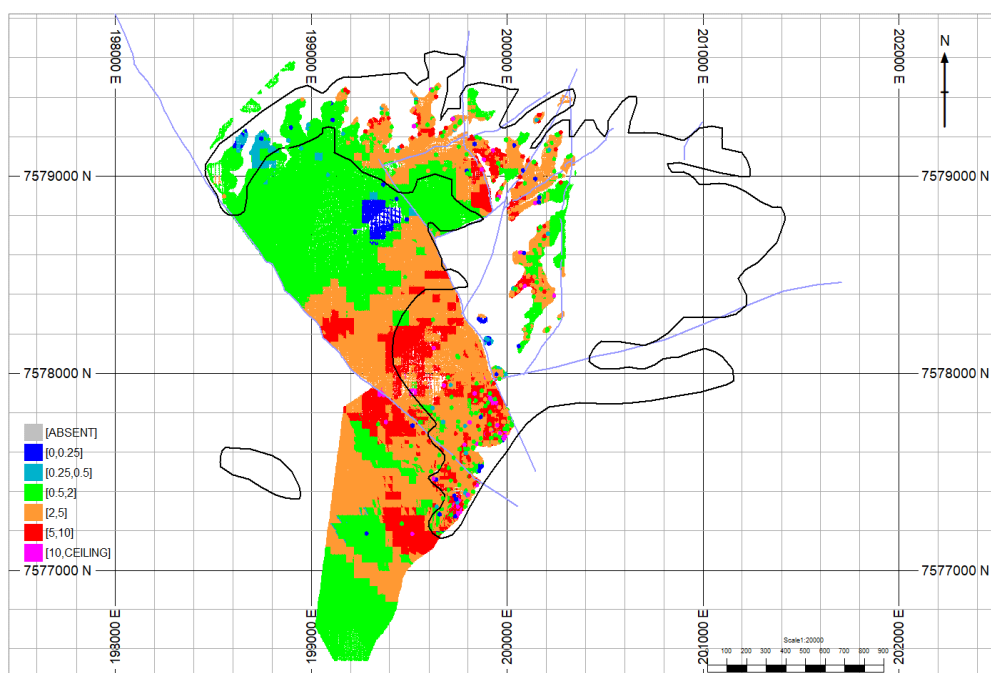 198000 E
199000 E
200000 E
201000 E
202000 E
N
7579000 N
7579000 N
7578000 N
7578000 N
[ABSENT]
[0,0.25]
[0.25,0.5]
[0.5,2]
[2,5]
[5,10]
[10,CEILING]
7577000 N
7577000 N
198000 E
199000 E
200000 E
201000 E
202000 E
Scale1:20000
100 200 300 400 500 600 700 800 900